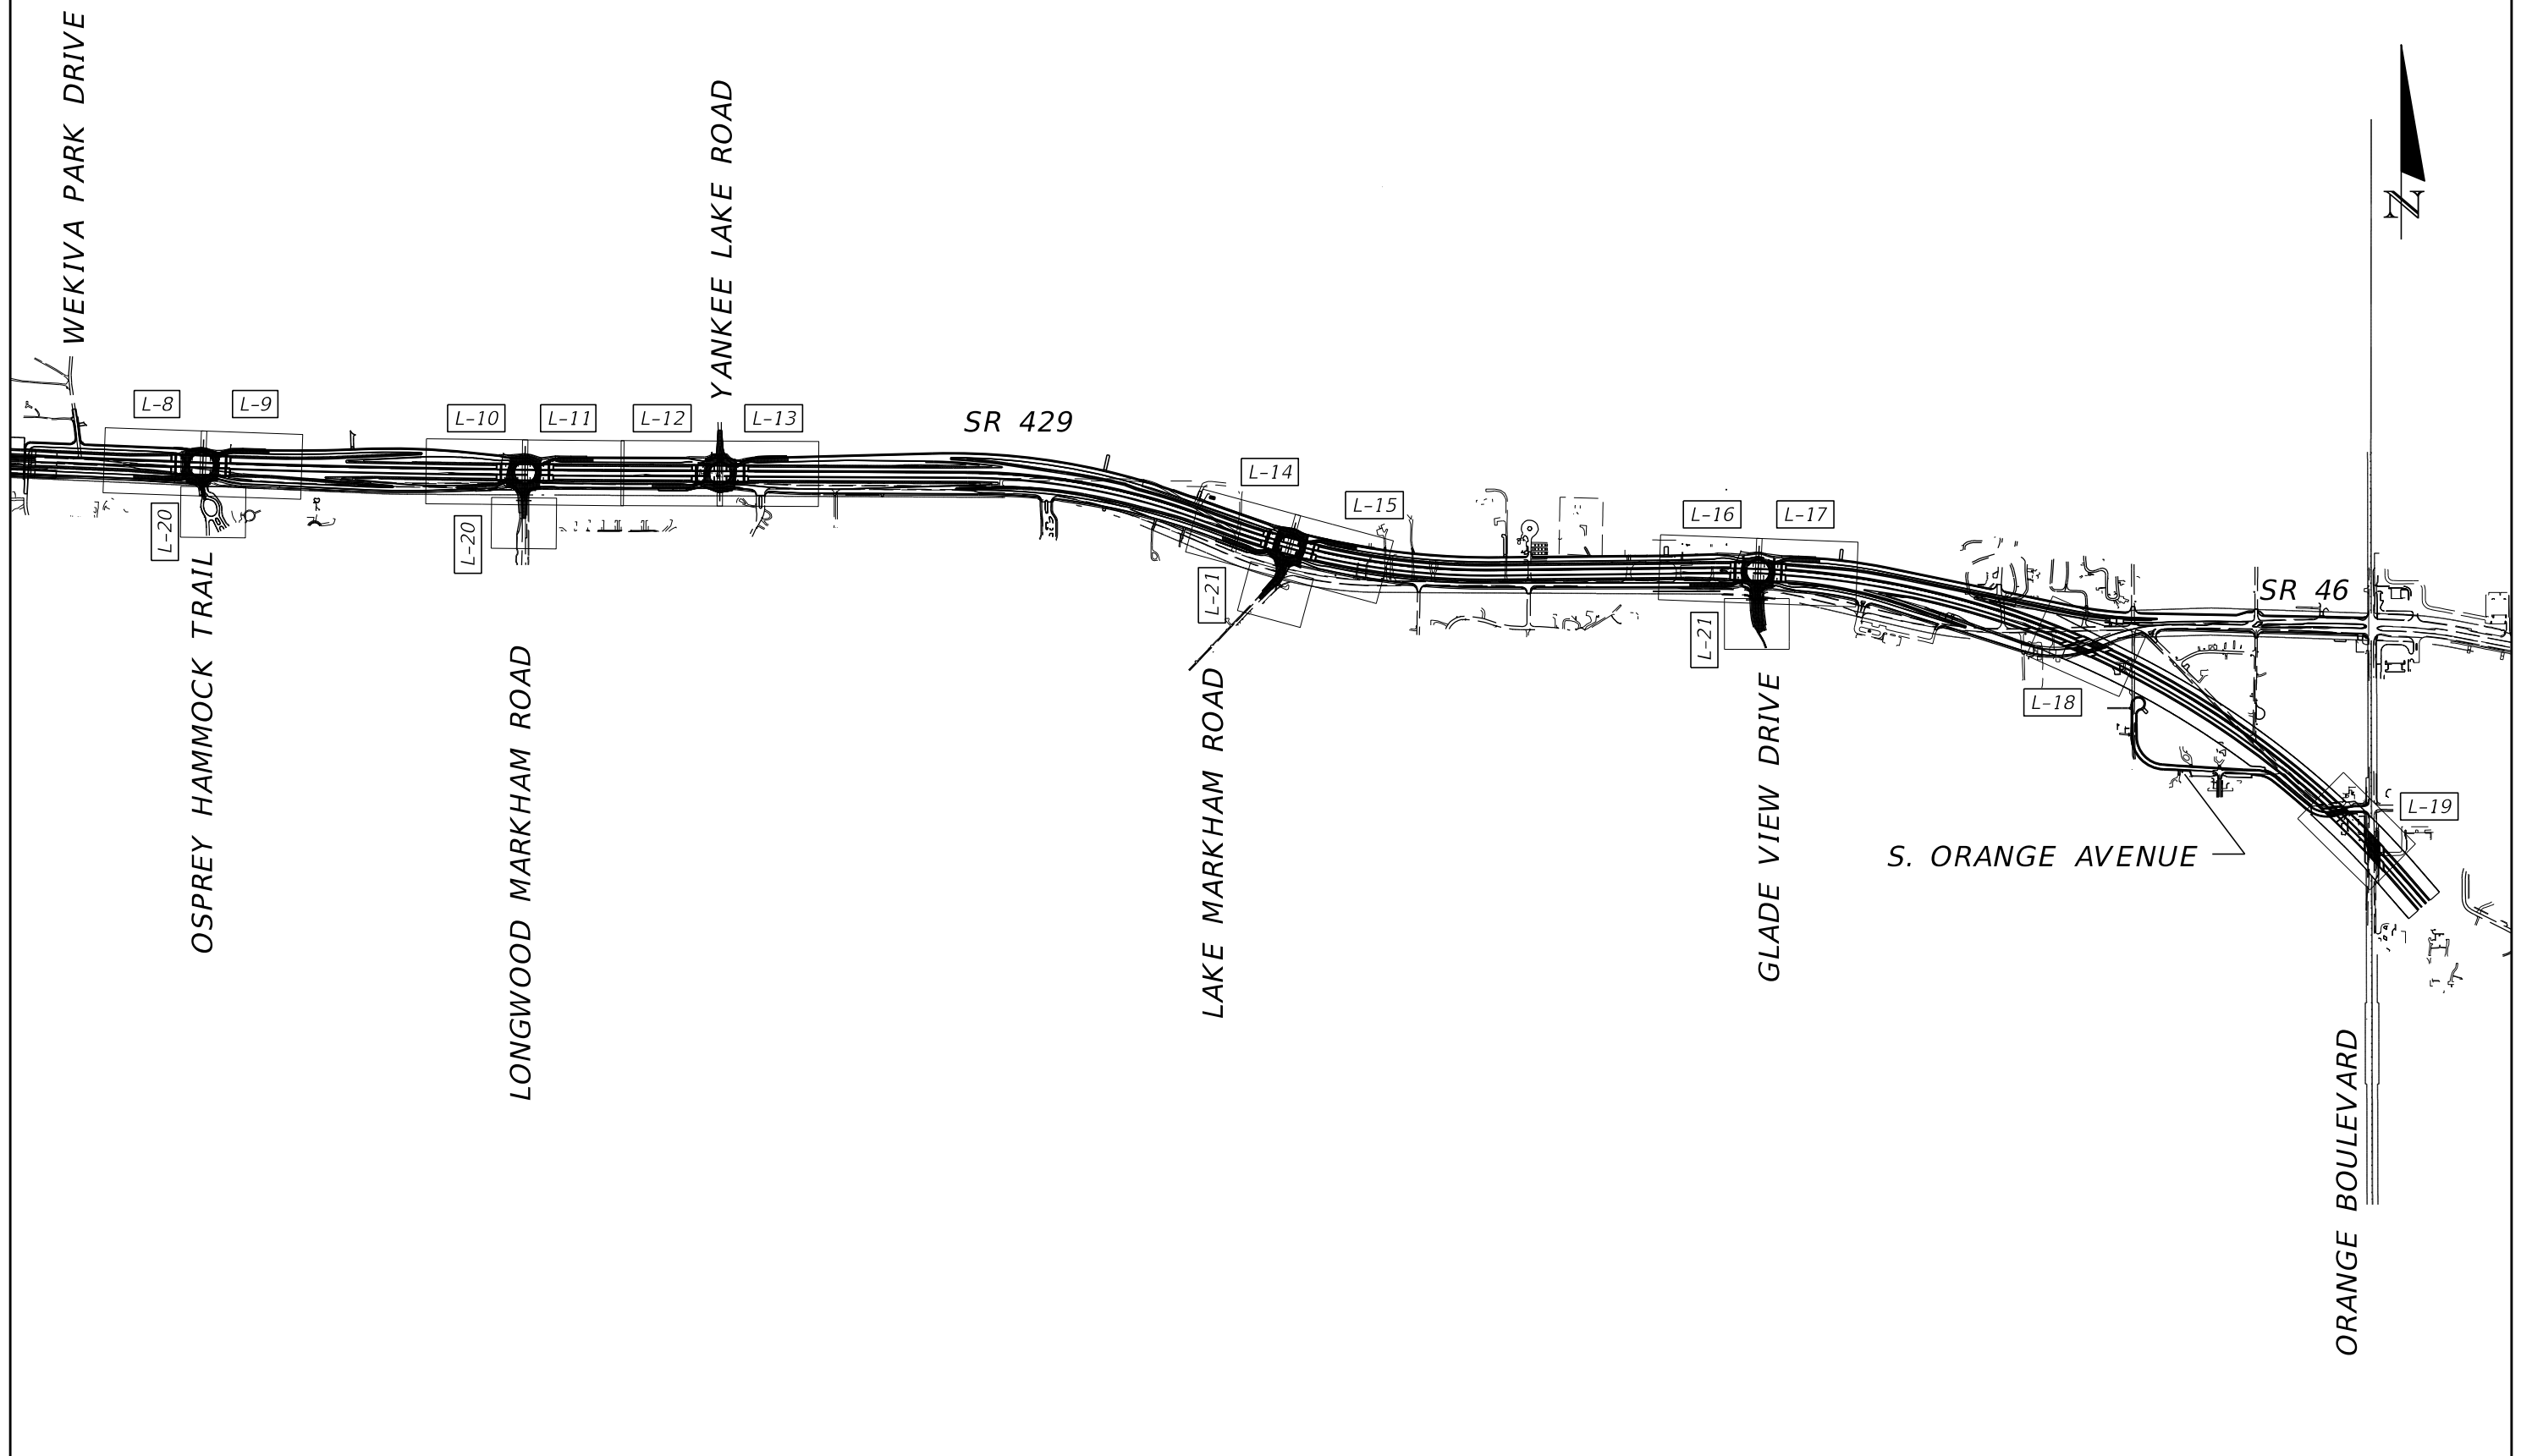 WEKIVA PARK DRIVE
YANKEE LAKE ROAD
N
L-8
L-9
L-10
L-11
L-12
L-13
SR 429
L-14
L-15
L-16
L-17
L-20
L-20
L-21
L-21
SR 46
L-18
L-19
OSPREY HAMMOCK TRAIL
LONGWOOD MARKHAM ROAD
LAKE MARKHAM ROAD
GLADE VIEW DRIVE
S. ORANGE AVENUE
ORANGE BOULEVARD